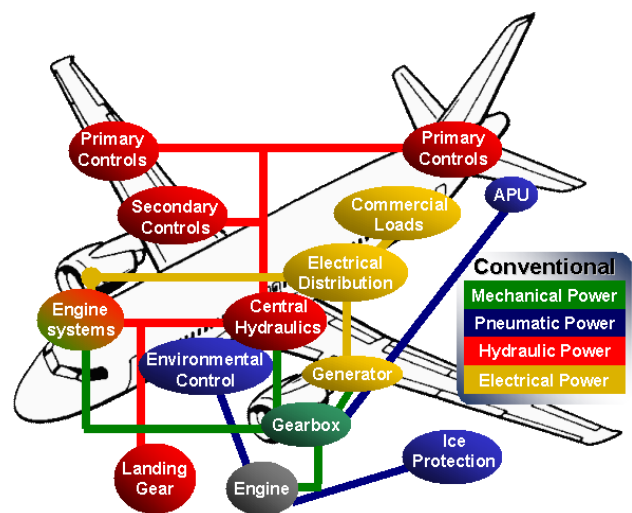 Primary
Controls
Primary
Controls
APU
Secondary
Controls
Commercial
Loads
Electrical
Distribution
Conventional
Mechanical Power
Pneumatic Power
Hydraulic Power
Electrical Power
Engine
systems
Central
Hydraulics
Environmental
Control
Generator
Gearbox
Ice
Protection
Landing
Gear
Engine